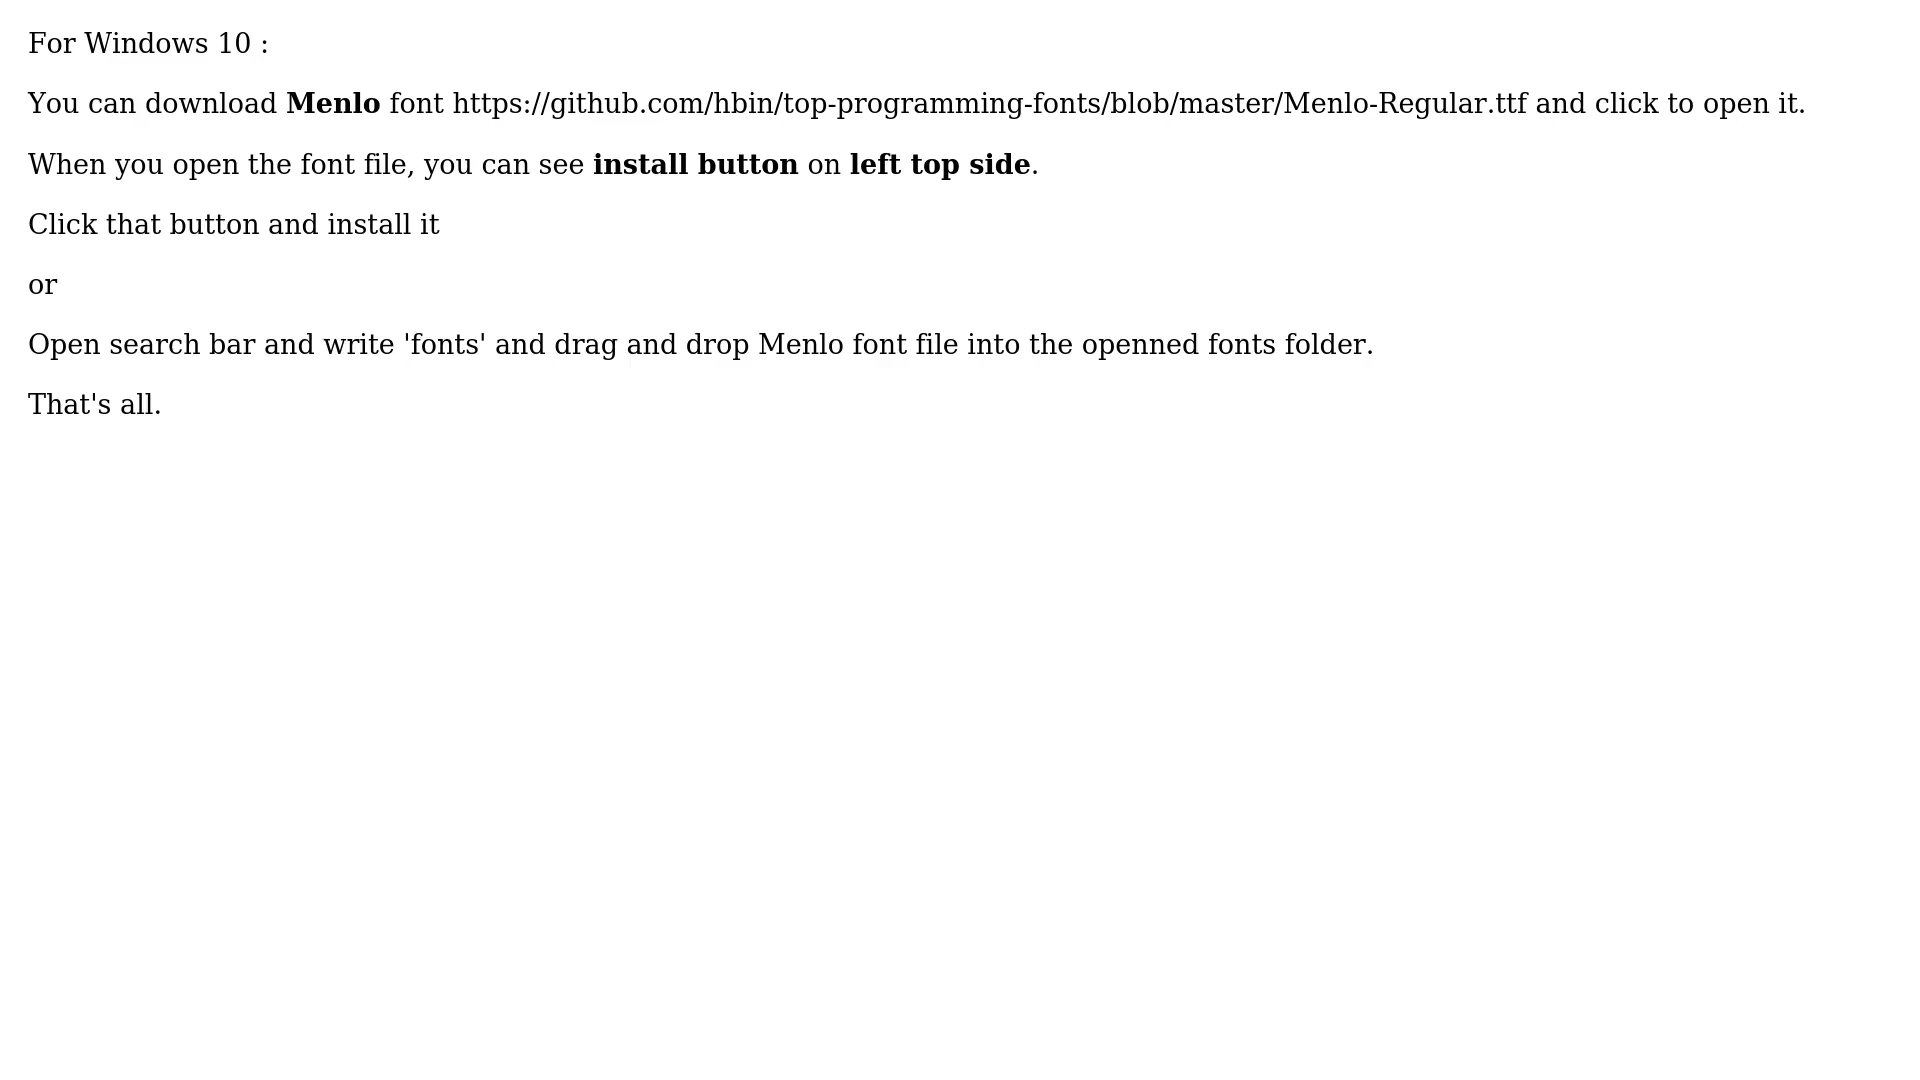 For Windows 10 :
You can download Menlo font https://github.com/hbin/top-programming-fonts/blob/master/Menlo-Regular.ttf and click to open it.
When you open the font file, you can see install button on left top side.
Click that button and install it
or
Open search bar and write 'fonts' and drag and drop Menlo font file into the openned fonts folder.
That's all.